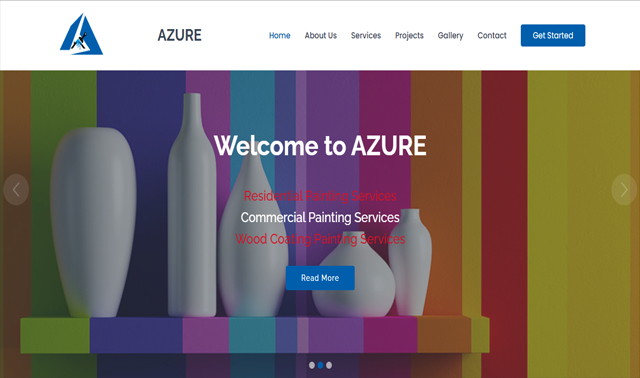 AZURE
Home
About Us
Services
Projects
Gallery
Contact
Get Started
Welcome to AZURE
Residential Painting Services
Commercial Painting Services
Wood Coating Painting Services
Read More